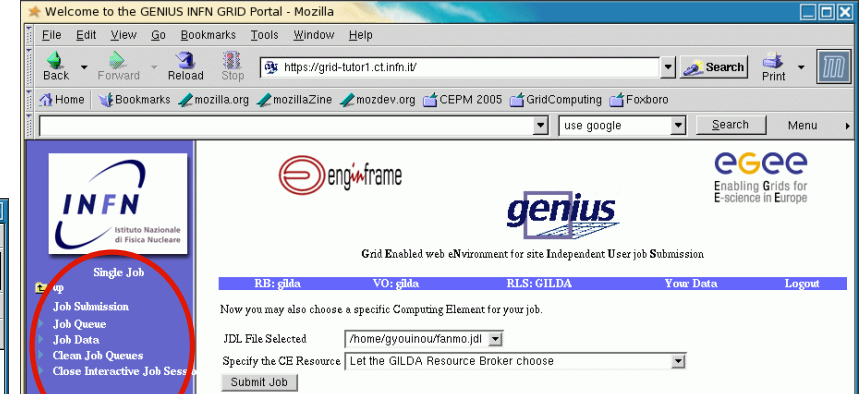 Welcome to the GENIUS INFN GRID Portal - Mozilla
File Edit View Go Bookmarks Tools Window Help
Back Forward Reload Stop https://grid-tutor1.ct.infn.it/ Search Print
Home Bookmarks mozilla.org mozillaZine mozdev.org CEPM 2005 GridComputing Foxboro
use google Search Menu
INFN
Istituto Nazionale
di Fisica Nucleare
enginframe
genius
egee
Enabling Grids for
E-science in Europe
Grid Enabled web eNvironment for site Independent User job Submission
Single Job
up
Job Submission
Job Queue
Job Data
Clean Job Queues
Close Interactive Job
RB: gilda VO: gilda RLS: GILDA Your Data Logout
Now you may also choose a specific Computing Element for your job.
JDL File Selected /home/gyouinou/fanmo.jdl
Specify the CE Resource Let the GILDA Resource Broker choose
Submit Job